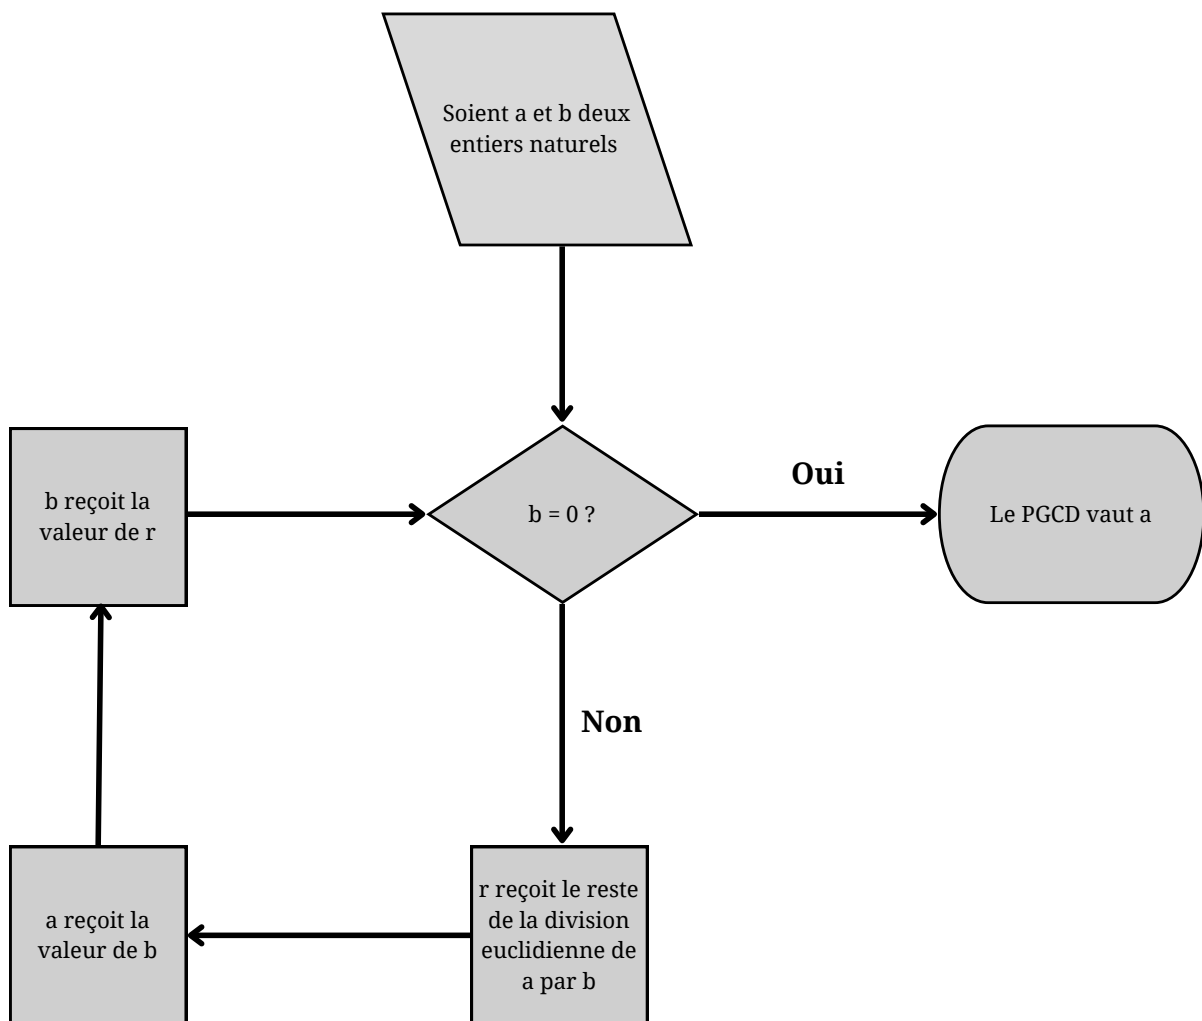 Soient a et b deux
entiers naturels
b = 0 ?
Oui
Le PGCD vaut a
Non
r reçoit le reste
de la division
euclidienne de
a par b
a reçoit la
valeur de b
b reçoit la
valeur de r